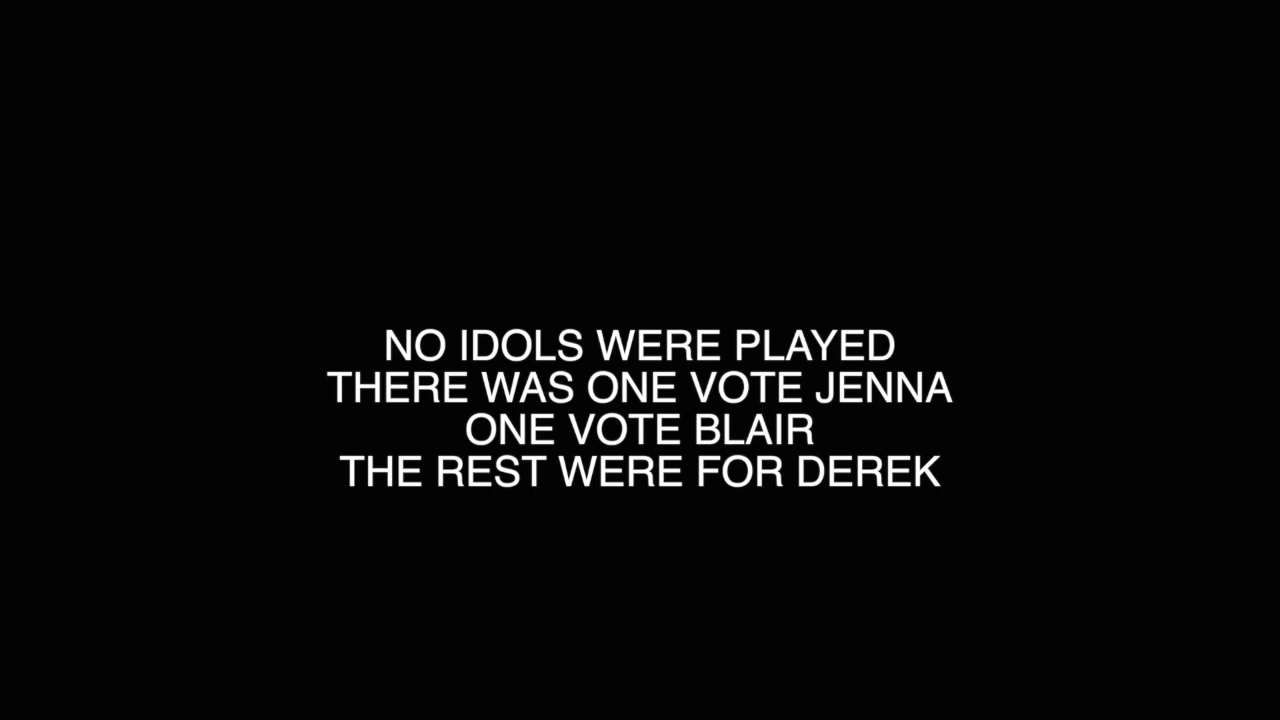 NO IDOLS WERE PLAYED
THERE WAS ONE VOTE JENNA
ONE VOTE BLAIR
THE REST WERE FOR DEREK